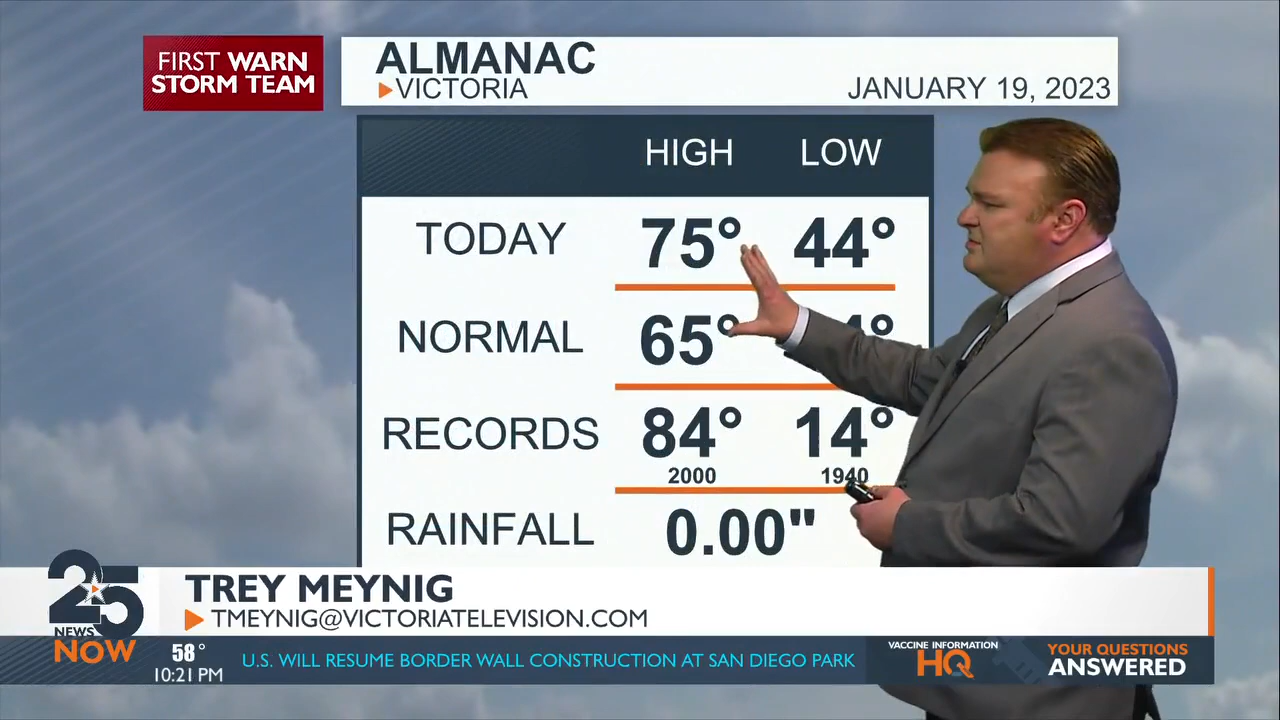 FIRST WARN
STORM TEAM
ALMANAC
VICTORIA
JANUARY 19, 2023
HIGH LOW
TODAY 75° 44°
NORMAL 65°
RECORDS 84° 14°
2000 1940
RAINFALL 0.00"
25
NEWS
NOW
TREY MEYNIG
TMEYNIG@VICTORIATELEVISION.COM
58°
10:21 PM
U.S. WILL RESUME BORDER WALL CONSTRUCTION AT SAN DIEGO PARK
VACCINE INFORMATION
HQ
YOUR QUESTIONS
ANSWERED